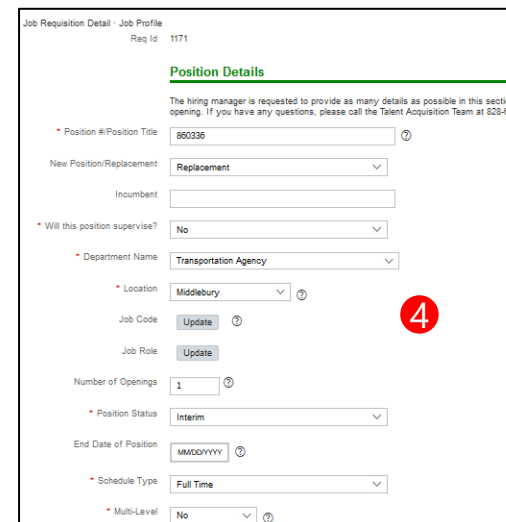 Job Requisition Detail · Job Profile
Req Id 1171
Position Details
The hiring manager is requested to provide as many details as possible in this
opening. If you have any questions, please call the Talent Acquisition Team at
* Position #/Position Title 860336
New Position/Replacement Replacement
Incumbent
* Will this position supervise? No
* Department Name Transportation Agency
* Location Middlebury
4
Job Code Update
Job Role Update
Number of Openings 1
* Position Status Interim
End Date of Position MM/DD/YYYY
* Schedule Type Full Time
* Multi-Level No